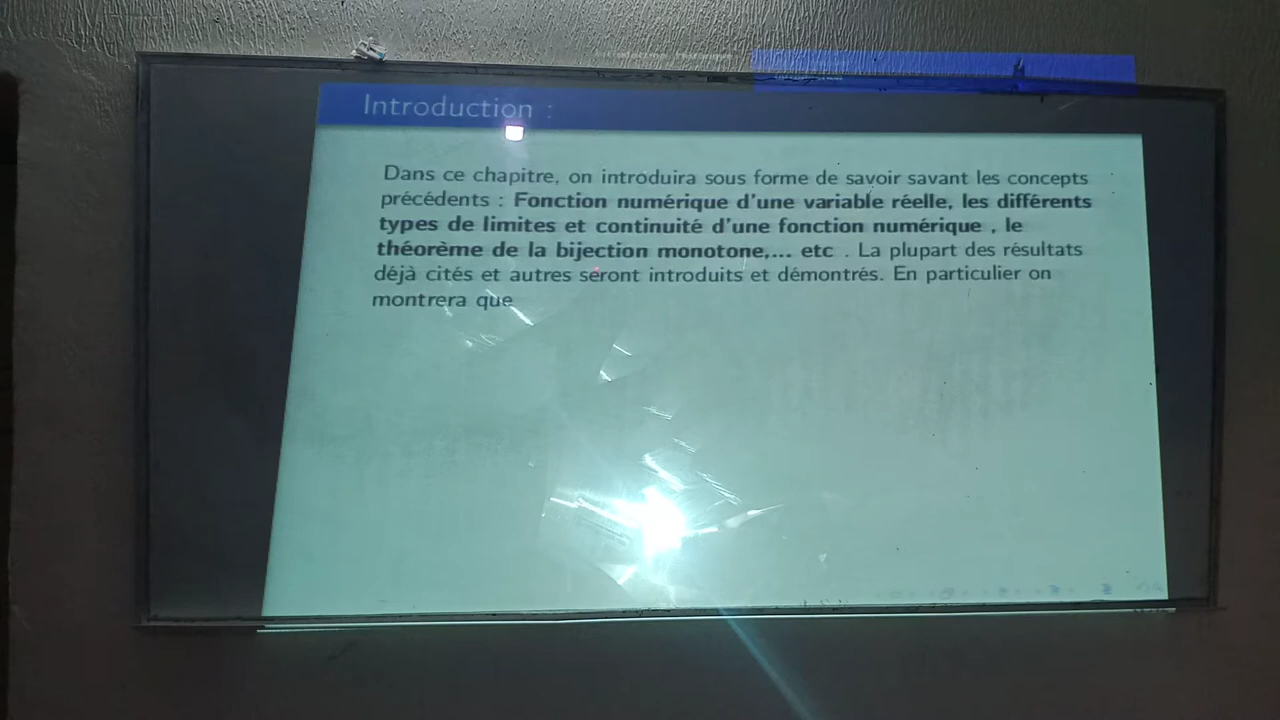 Introduction :
Dans ce chapitre, on introduira sous forme de savoir savant les concepts
précédents : Fonction numérique d'une variable réelle, les différents
types de limites et continuité d'une fonction numérique , le
théorème de la bijection monotone,... etc . La plupart des résultats
déjà cités et autres seront introduits et démontrés. En particulier on
montrera que